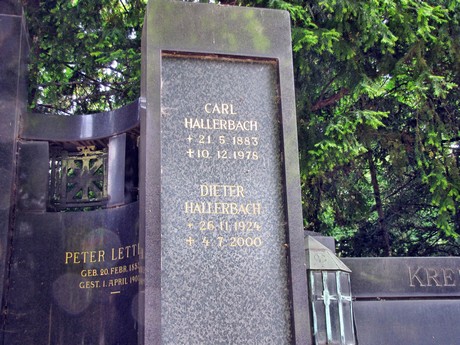 CARL
HALLERBACH
+ 21. 5. 1883
+ 10. 12. 1978
DIETER
HALLERBACH
+ 26. 11. 1924
+ 4. 7. 2000
PETER LETT
GEB. 20. FEBR.
GEST. 1. APRIL
KRE